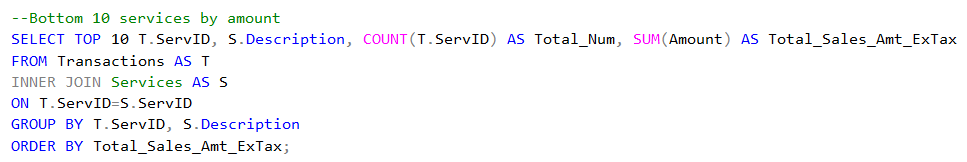 --Bottom 10 services by amount
SELECT TOP 10 T.ServID, S.Description, COUNT(T.ServID) AS Total_Num, SUM(Amount) AS Total_Sales_Amt_ExTax
FROM Transactions AS T
INNER JOIN Services AS S
ON T.ServID=S.ServID
GROUP BY T.ServID, S.Description
ORDER BY Total_Sales_Amt_ExTax;